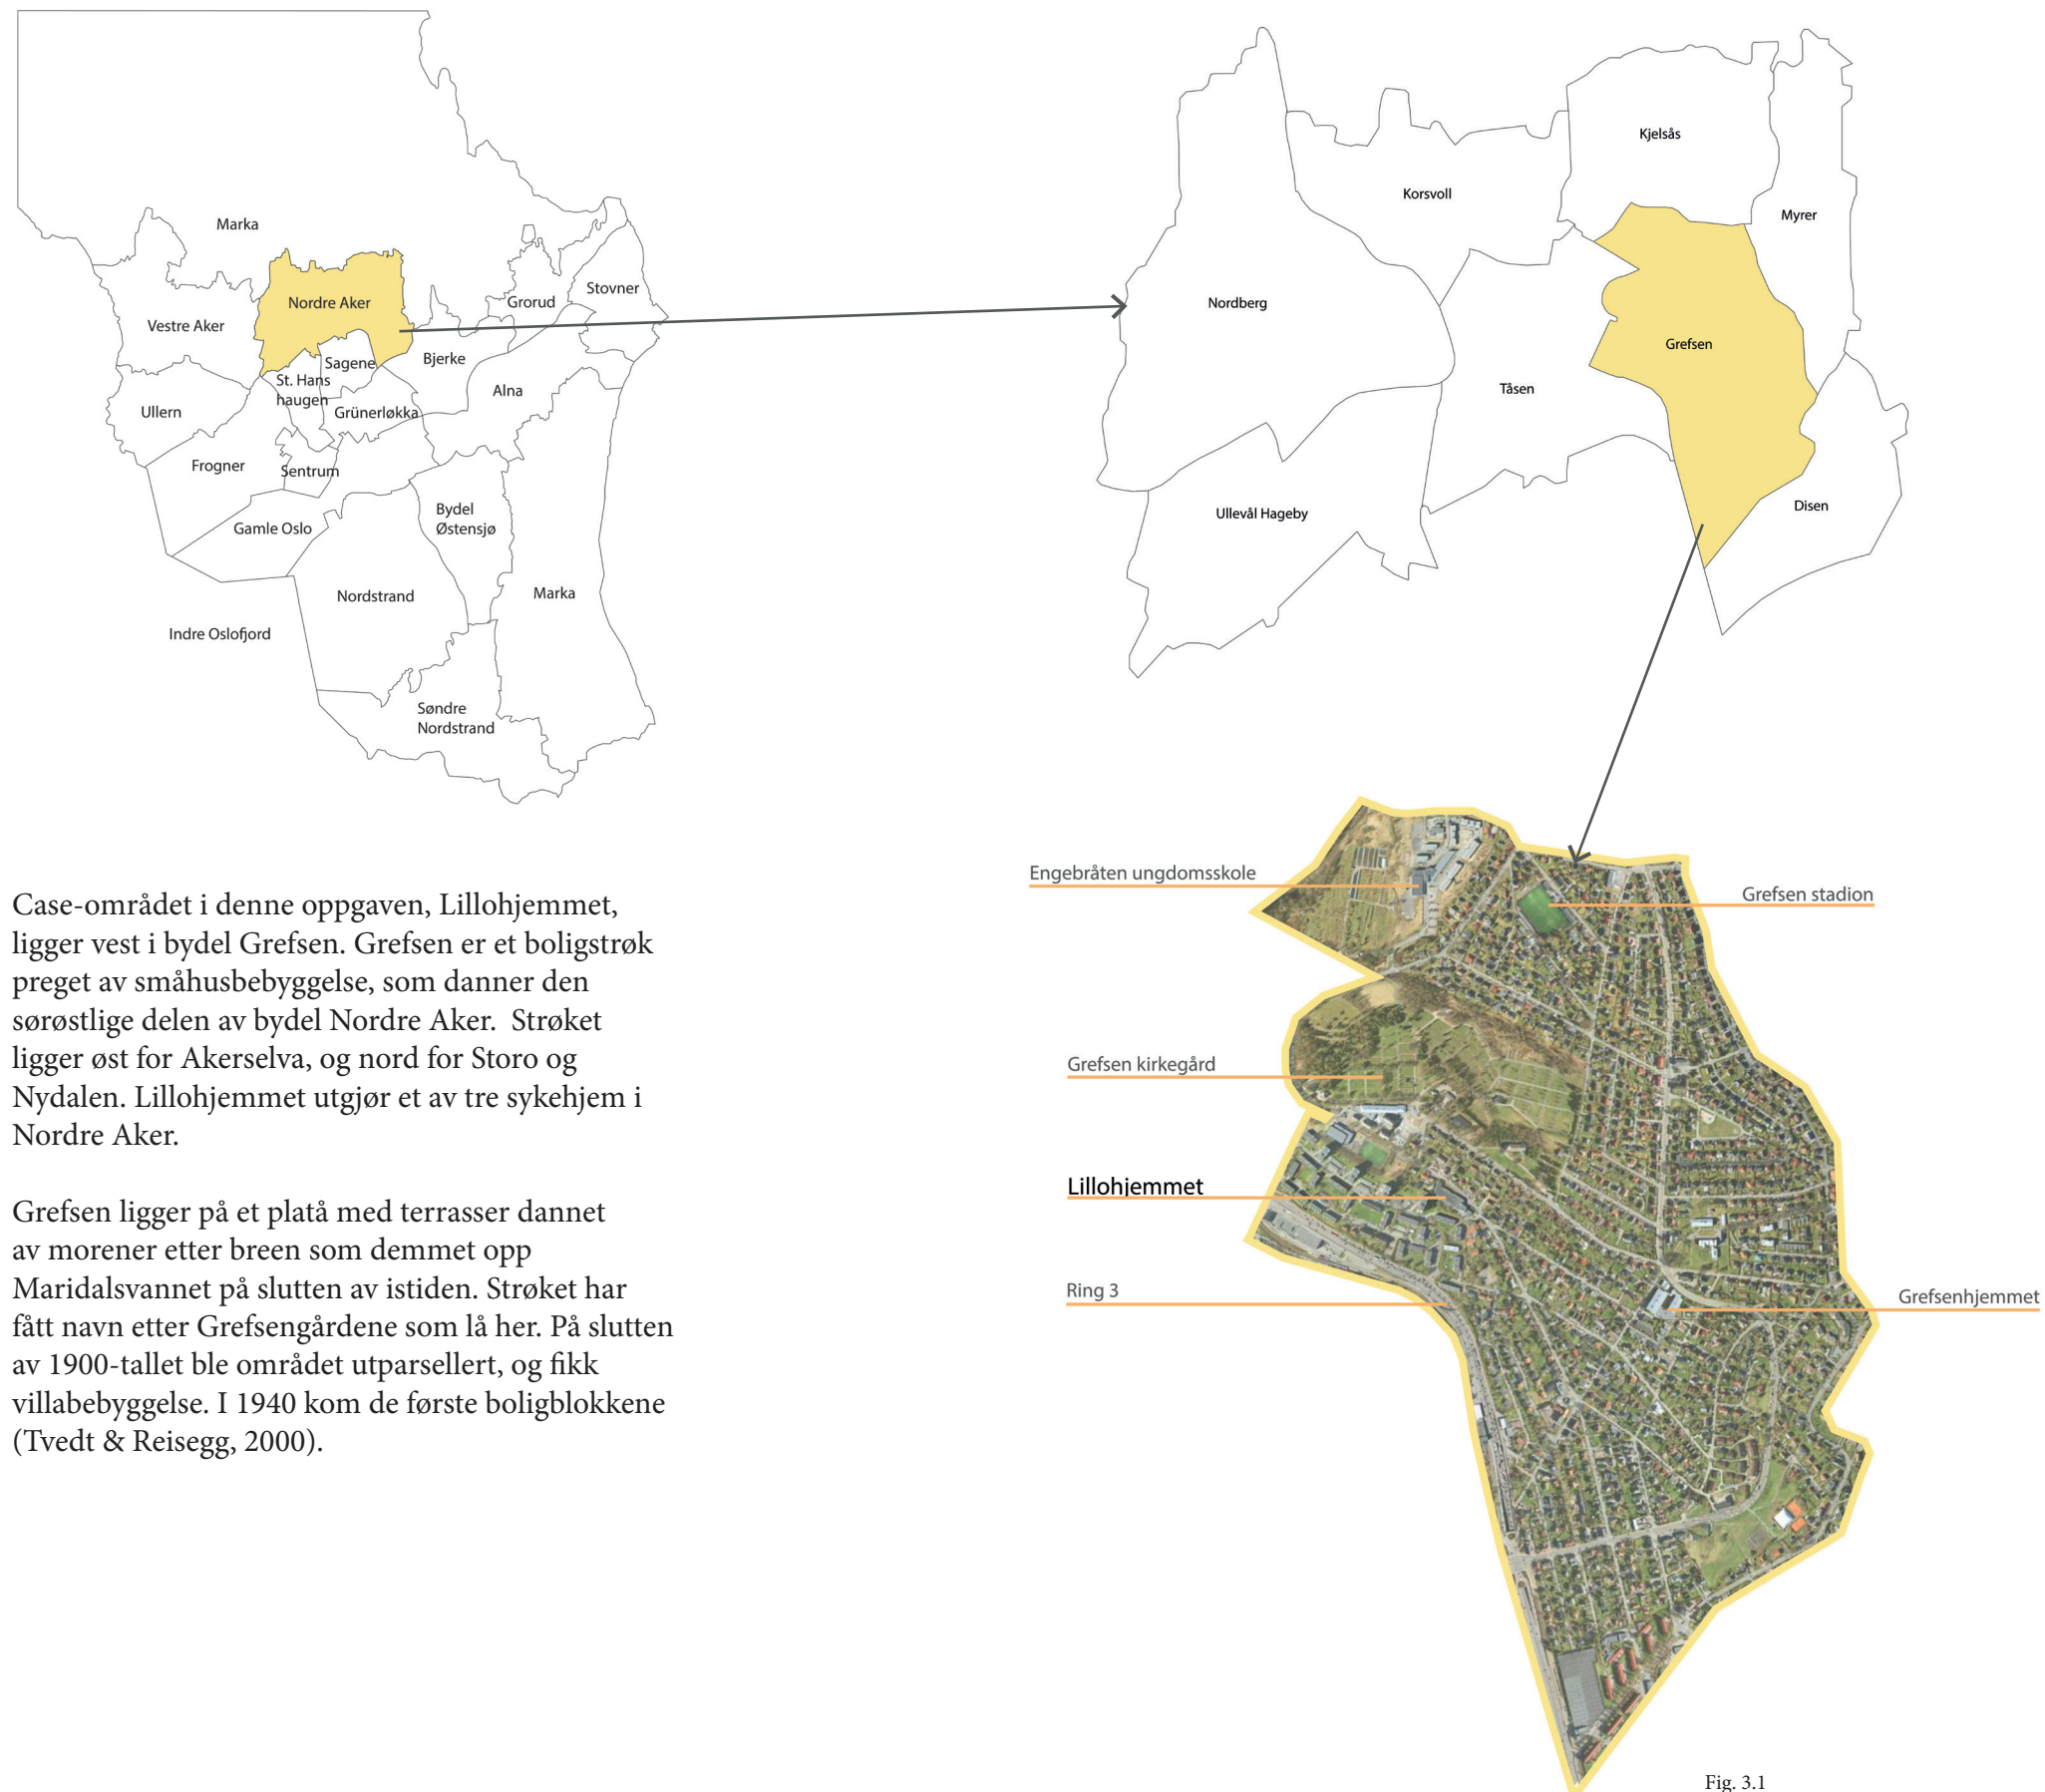 Marka
Nordre Aker
Vestre Aker
Grorud
Stovner
Sagene
Bjerke
St. Hans
haugen
Alna
Ullern
Grünerløkka
Frogner
Sentrum
Bydel
Østensjø
Gamle Oslo
Nordstrand
Marka
Indre Oslofjord
Søndre
Nordstrand
Kjelsås
Korsvoll
Myrer
Nordberg
Grefsen
Tåsen
Ullevål Hageby
Disen
Case-området i denne oppgaven, Lillohjemmet,
ligger vest i bydel Grefsen. Grefsen er et boligstrøk
preget av småhusbebyggelse, som danner den
sørøstlige delen av bydel Nordre Aker.  Strøket
ligger øst for Akerselva, og nord for Storo og
Nydalen. Lillohjemmet utgjør et av tre sykehjem i
Nordre Aker.
Grefsen ligger på et platå med terrasser dannet
av morener etter breen som demmet opp
Maridalsvannet på slutten av istiden. Strøket har
fått navn etter Grefsengårdene som lå her. På slutten
av 1900-tallet ble området utparsellert, og fikk
villabebyggelse. I 1940 kom de første boligblokkene
(Tvedt & Reisegg, 2000).
Engebråten ungdomsskole
Grefsen stadion
Grefsen kirkegård
Lillohjemmet
Ring 3
Grefsenhjemmet
Fig. 3.1